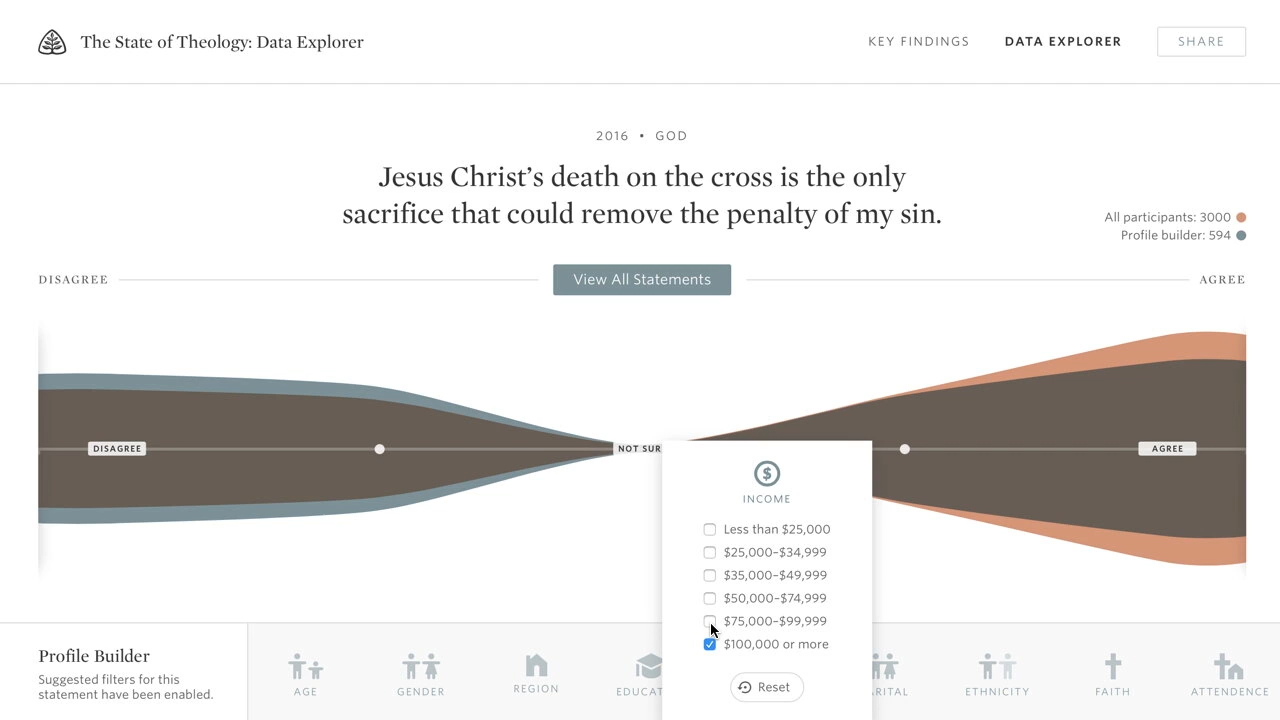 The State of Theology: Data Explorer
KEY FINDINGS
DATA EXPLORER
SHARE
2016 • GOD
Jesus Christ’s death on the cross is the only
sacrifice that could remove the penalty of my sin.
All participants: 3000
Profile builder: 594
DISAGREE
View All Statements
AGREE
DISAGREE
NOT SUR
AGREE
INCOME
Less than $25,000
$25,000–$34,999
$35,000–$49,999
$50,000–$74,999
$75,000–$99,999
$100,000 or more
Reset
Profile Builder
Suggested filters for this
statement have been enabled.
AGE
GENDER
REGION
EDUCAT
ARITAL
ETHNICITY
FAITH
ATTENDENCE